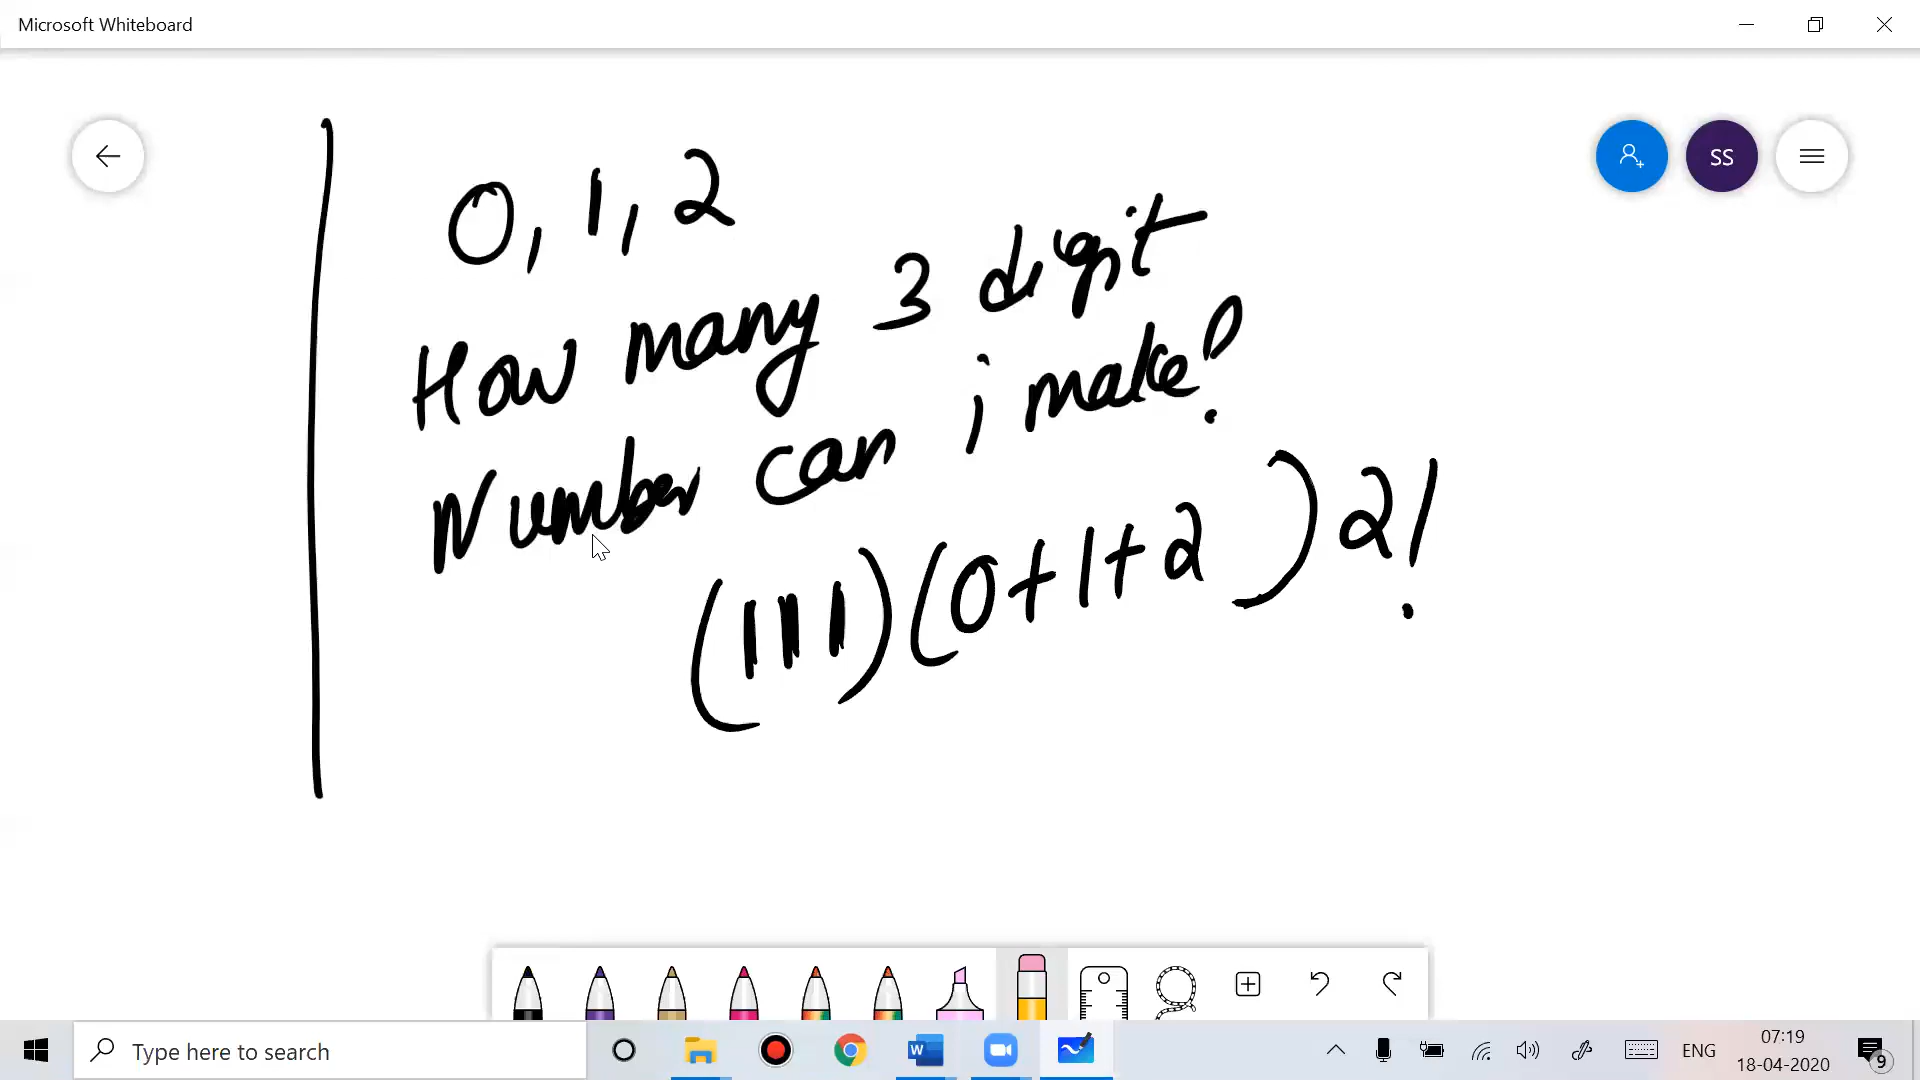 Microsoft Whiteboard
SS
0, 1, 2
How many 3 digit
Number can i make?
(111)(0+1+2)2!
Type here to search
W
ENG
07:19
18-04-2020
9